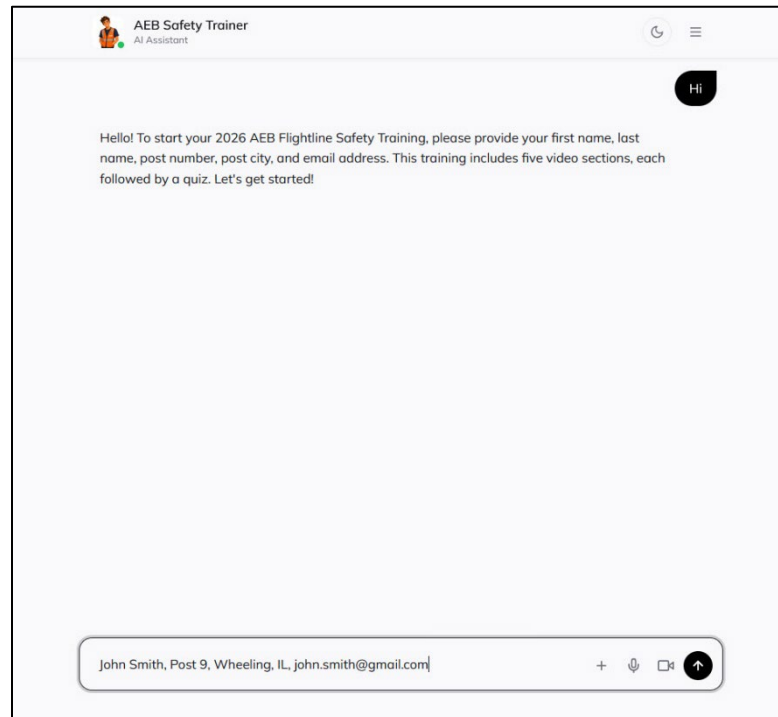 AEB Safety Trainer
AI Assistant
Hi
Hello! To start your 2026 AEB Flightline Safety Training, please provide your first name, last
name, post number, post city, and email address. This training includes five video sections, each
followed by a quiz. Let's get started!
John Smith, Post 9, Wheeling, IL, john.smith@gmail.com